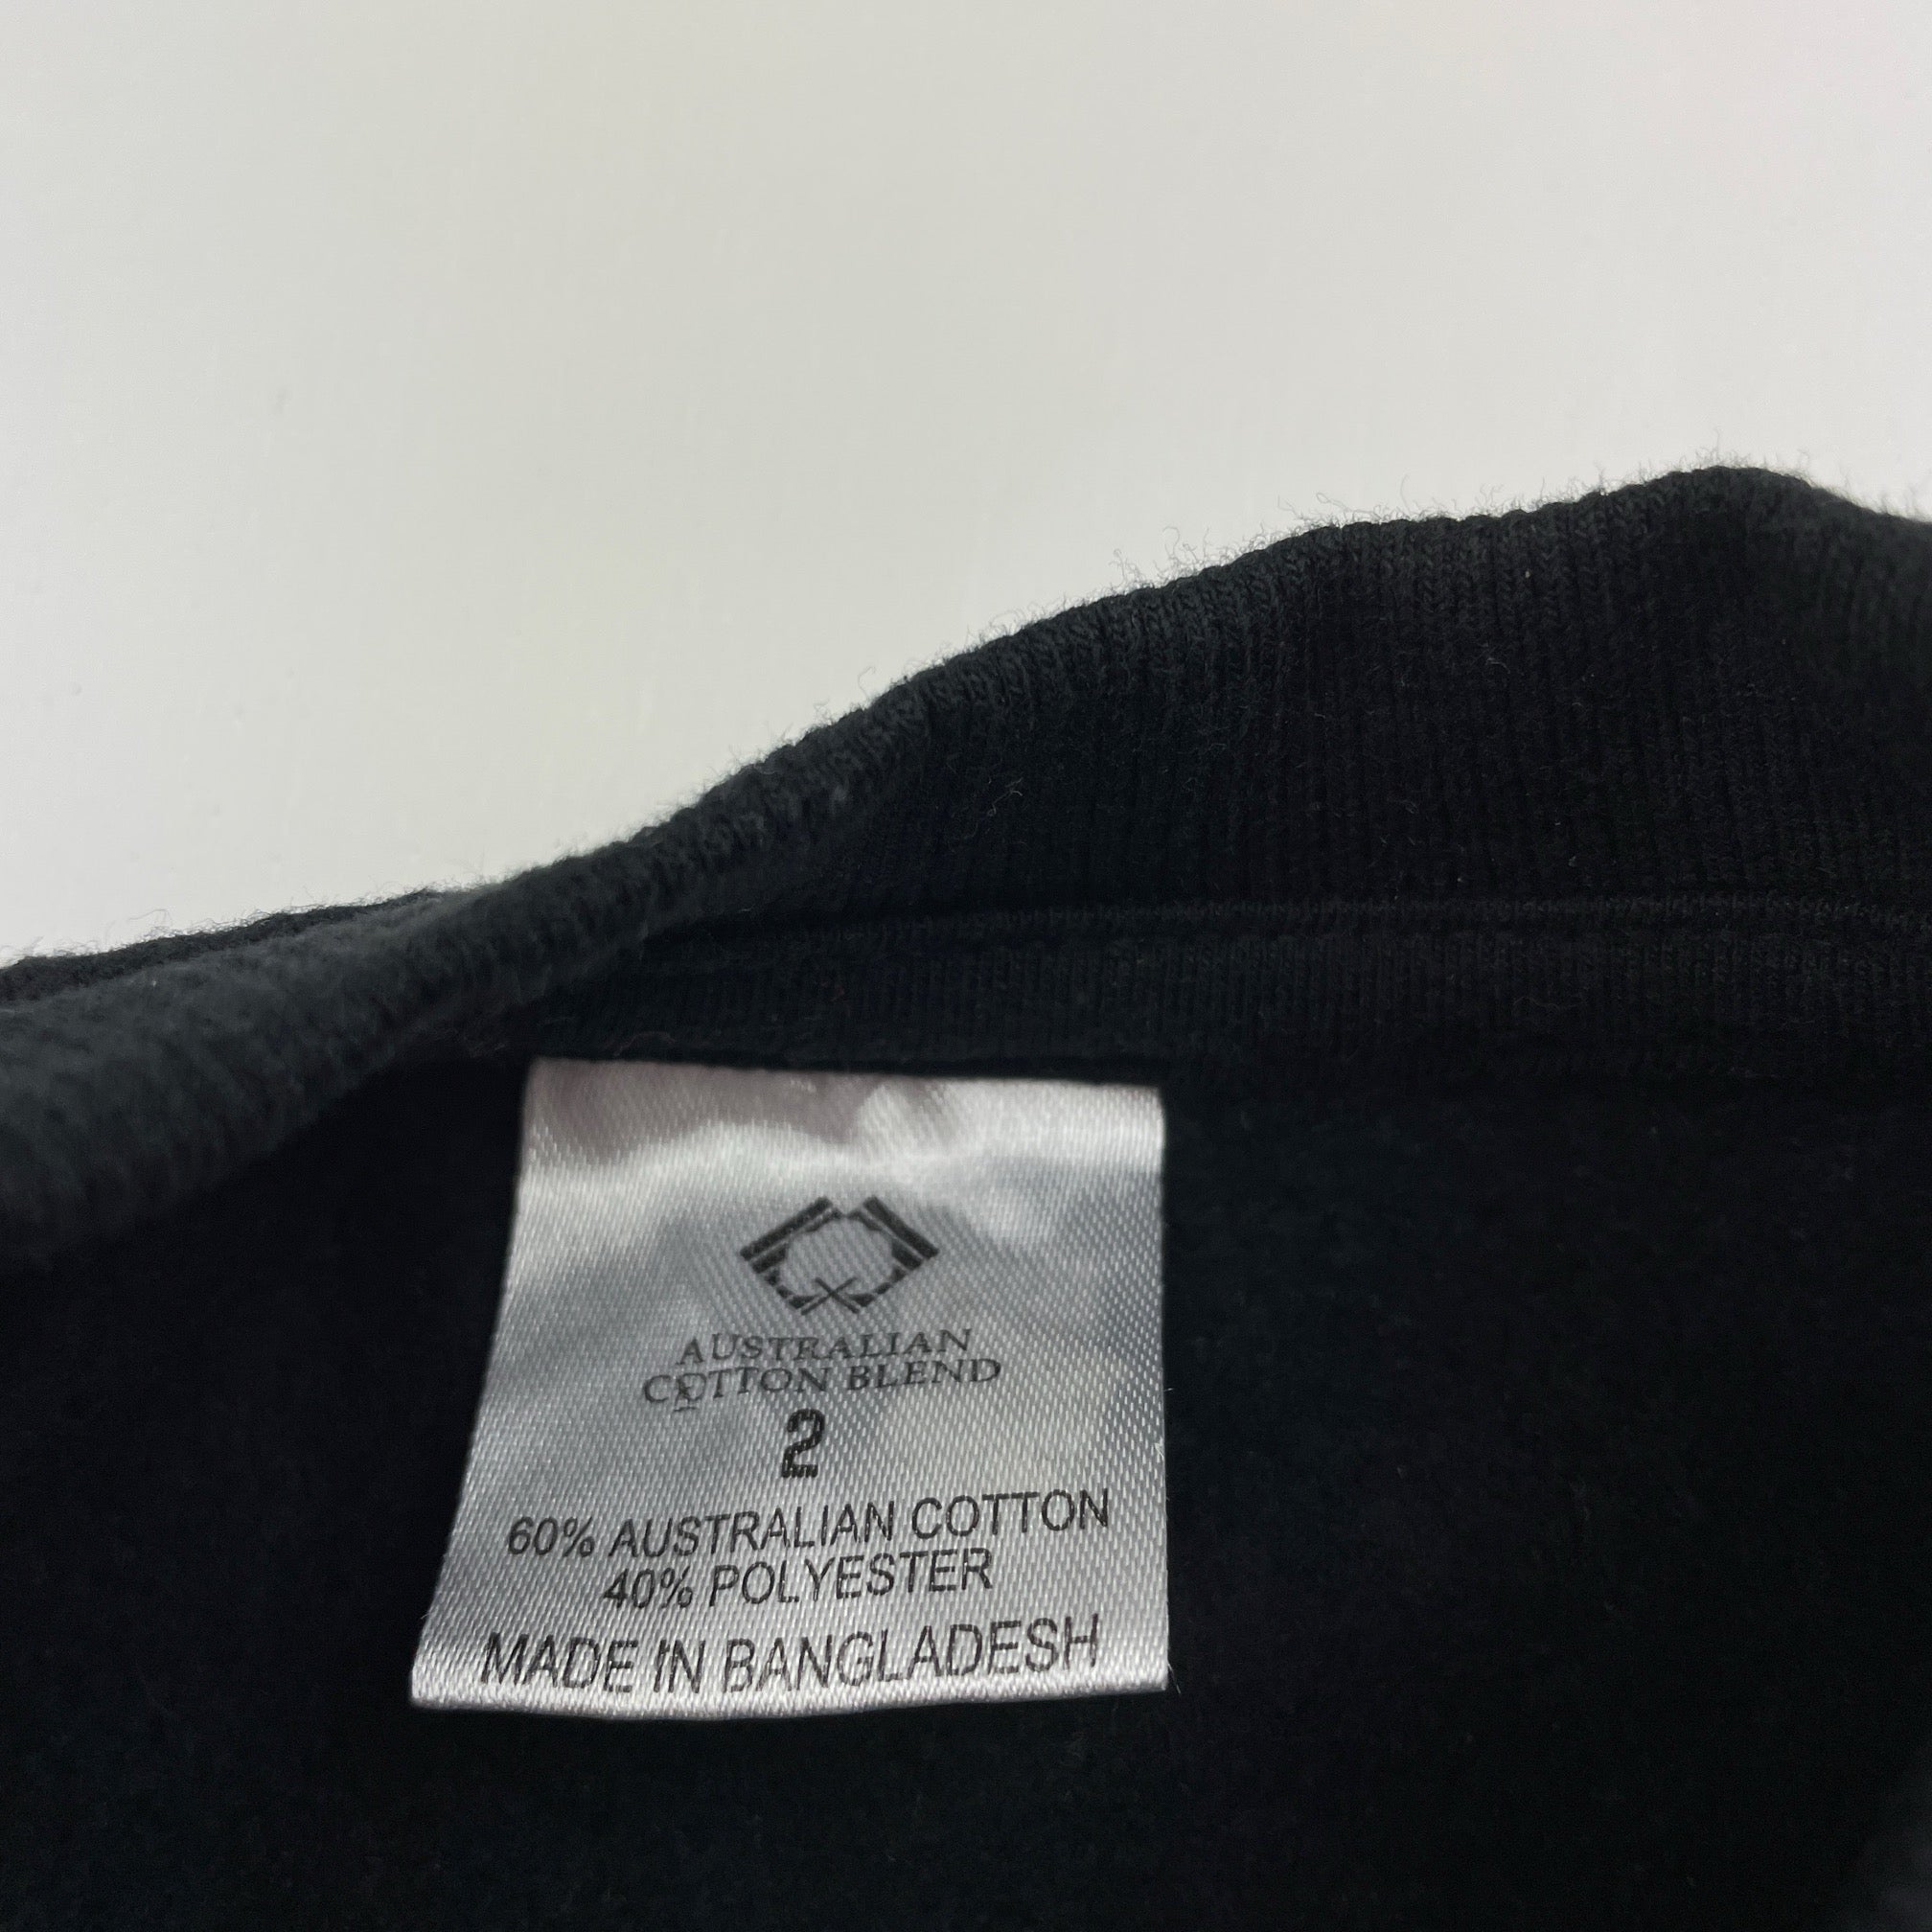 AUSTRALIAN
COTTON BLEND
2
60% AUSTRALIAN COTTON
40% POLYESTER
MADE IN BANGLADESH